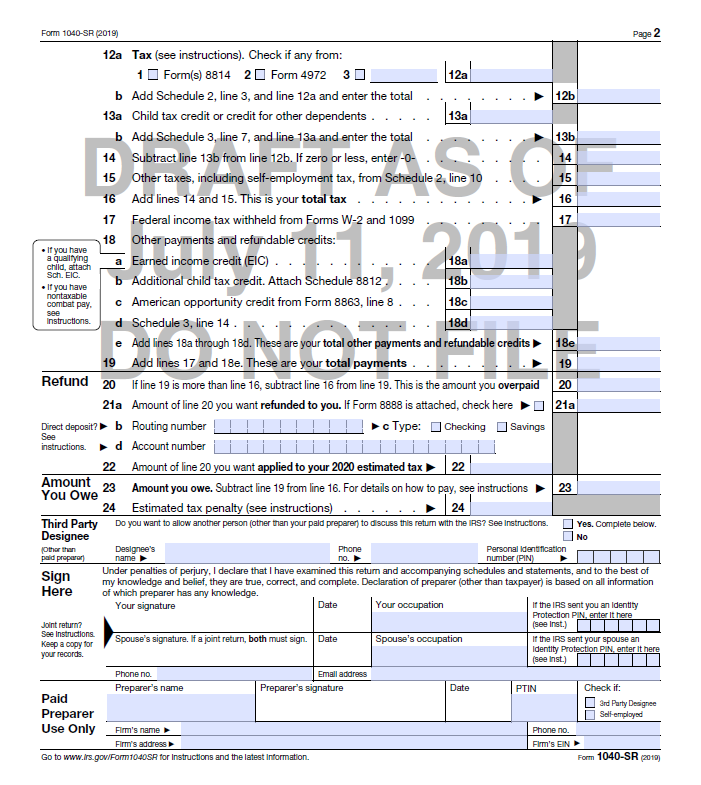 Form 1040-SR (2019) Page 2
12a Tax (see instructions). Check if any from:
1 Form(s) 8814 2 Form 4972 3 12a
b Add Schedule 2, line 3, and line 12a and enter the total . . . . . . . . ▶ 12b
13a Child tax credit or credit for other dependents . . . . . 13a
b Add Schedule 3, line 7, and line 13a and enter the total . . . . . . . . ▶ 13b
DRAFT AS OF
14 Subtract line 13b from line 12b. If zero or less, enter -0- . . . . . . . . . 14
15 Other taxes, including self-employment tax, from Schedule 2, line 10 . . . . 15
16 Add lines 14 and 15. This is your total tax . . . . . . . . . . . . ▶ 16
17 Federal income tax withheld from Forms W-2 and 1099 . . . . . . . . 17
July 11, 2019
18 Other payments and refundable credits:
• If you have
a qualifying
child, attach
Sch. EIC.
• If you have
nontaxable
combat pay,
see
instructions.
a Earned income credit (EIC) . . . . . . . . . . . . 18a
b Additional child tax credit. Attach Schedule 8812 . . . . 18b
c American opportunity credit from Form 8863, line 8 . . . 18c
d Schedule 3, line 14 . . . . . . . . . . . . . . 18d
DO NOT FILE
e Add lines 18a through 18d. These are your total other payments and refundable credits ▶ 18e
19 Add lines 17 and 18e. These are your total payments . . . . . . . . . ▶ 19
Refund 20 If line 19 is more than line 16, subtract line 16 from line 19. This is the amount you overpaid 20
21a Amount of line 20 you want refunded to you. If Form 8888 is attached, check here ▶ 21a
Direct deposit?
See
instructions.
▶ b Routing number ▶ c Type: Checking Savings
▶ d Account number
22 Amount of line 20 you want applied to your 2020 estimated tax ▶ 22
Amount
You Owe
23 Amount you owe. Subtract line 19 from line 16. For details on how to pay, see instructions ▶ 23
24 Estimated tax penalty (see instructions) . . . . . . ▶ 24
Third Party
Designee
(Other than
paid preparer)
Do you want to allow another person (other than your paid preparer) to discuss this return with the IRS? See instructions. Yes. Complete below.
No
Designee's
name ▶
Phone
no. ▶
Personal identification
number (PIN) ▶
Sign
Here
Under penalties of perjury, I declare that I have examined this return and accompanying schedules and statements, and to the best of
my knowledge and belief, they are true, correct, and complete. Declaration of preparer (other than taxpayer) is based on all information
of which preparer has any knowledge.
Joint return?
See instructions.
Keep a copy for
your records.
Your signature Date Your occupation
If the IRS sent you an Identity
Protection PIN, enter it here
(see inst.)
Spouse's signature. If a joint return, both must sign. Date Spouse's occupation
If the IRS sent your spouse an
Identity Protection PIN, enter it here
(see inst.)
Phone no. Email address
Paid
Preparer
Use Only
Preparer's name Preparer's signature Date PTIN Check if:
3rd Party Designee
Self-employed
Firm's name ▶ Phone no.
Firm's address ▶ Firm's EIN ▶
Go to www.irs.gov/Form1040SR for instructions and the latest information. Form 1040-SR (2019)